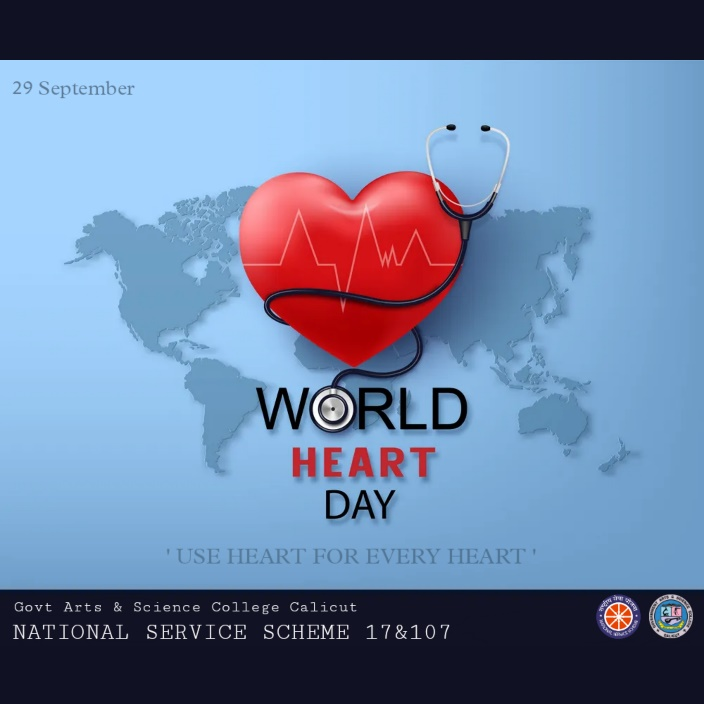 29 September
WORLD
HEART
DAY
' USE HEART FOR EVERY HEART '
Govt Arts & Science College Calicut
NATIONAL SERVICE SCHEME 17&107